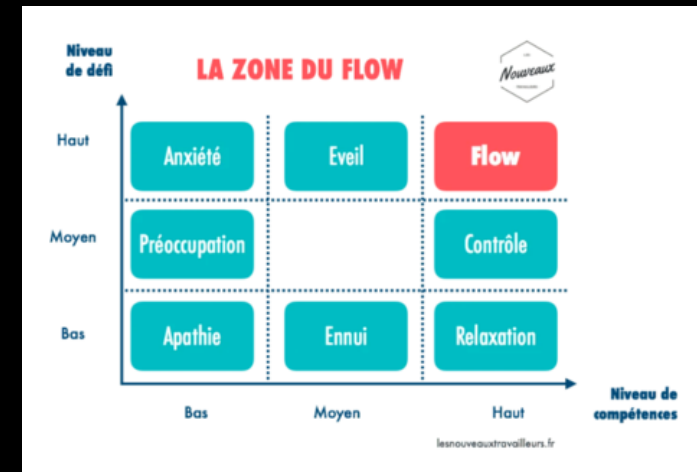 Niveau
de défi
LA ZONE DU FLOW
Nouveaux
Haut
Anxiété
Eveil
Flow
Moyen
Préoccupation
Contrôle
Bas
Apathie
Ennui
Relaxation
Bas
Moyen
Haut
Niveau de
compétences
lesnouveauxtravailleurs.fr